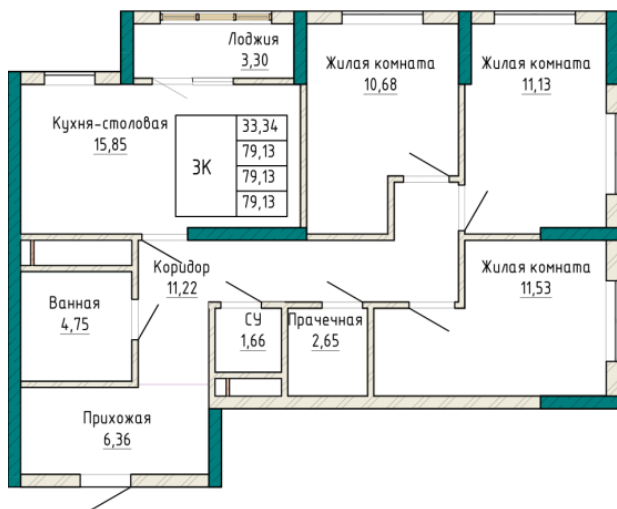 Лоджия
3,30
Жилая комната
10,68
Жилая комната
11,13
Кухня-столовая
15,85
3К
33,34
79,13
79,13
79,13
Коридор
11,22
Жилая комната
11,53
Ванная
4,75
СУ
1,66
Прачечная
2,65
Прихожая
6,36